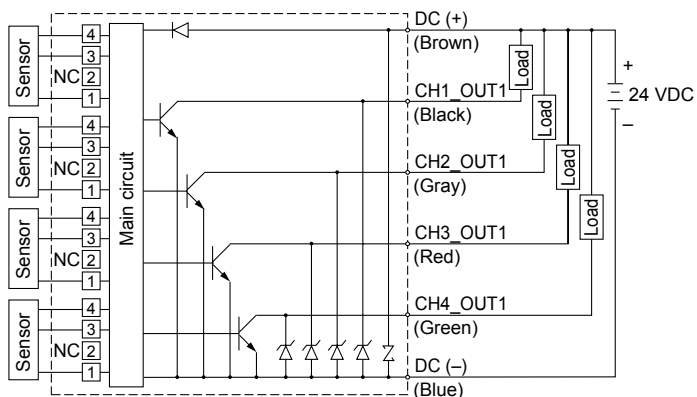 Sensor
4
3
NC 2
1
Sensor
4
3
NC 2
1
Sensor
4
3
NC 2
1
Sensor
4
3
NC 2
1
Main circuit
DC (+)
(Brown)
CH1_OUT1
(Black)
CH2_OUT1
(Gray)
CH3_OUT1
(Red)
CH4_OUT1
(Green)
DC (–)
(Blue)
Load
Load
Load
Load
+
24 VDC
–